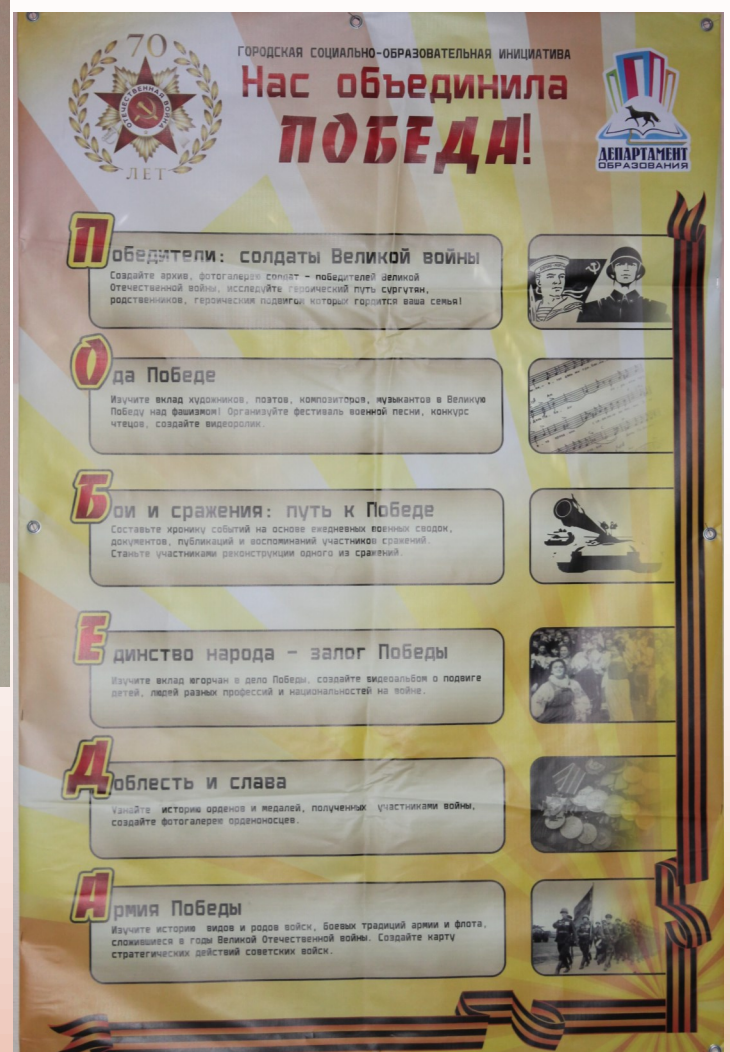 70
ОТЕЧЕСТВЕННАЯ ВОЙНА
ЛЕТ
ГОРОДСКАЯ СОЦИАЛЬНО-ОБРАЗОВАТЕЛЬНАЯ ИНИЦИАТИВА
Нас объединила
ПОБЕДА!
ДЕПАРТАМЕНТ
ОБРАЗОВАНИЯ
Победители: солдаты Великой войны
Создайте архив, фотогалерею солдат - победителей Великой
Отечественной войны, исследуйте героический путь сургутян,
родственников, героическим подвигом которых гордится ваша семья!
Ода Победе
Изучите вклад художников, поэтов, композиторов, музыкантов в Великую
Победу над фашизмом! Организуйте фестиваль военной песни, конкурс
чтецов, создайте видеоролик.
Бои и сражения: путь к Победе
Составьте хронику событий на основе ежедневных военных сводок,
документов, публикаций и воспоминаний участников сражений.
Станьте участниками реконструкции одного из сражений.
Единство народа - залог Победы
Изучите вклад югорчан в дело Победы, создайте видеоальбом о подвиге
детей, людей разных профессий и национальностей на войне.
Доблесть и слава
Узнайте историю орденов и медалей, полученных участниками войны,
создайте фотогалерею орденоносцев.
Армия Победы
Изучите историю видов и родов войск, боевых традиций армии и флота,
сложившиеся в годы Великой Отечественной войны. Создайте карту
стратегических действий советских войск.